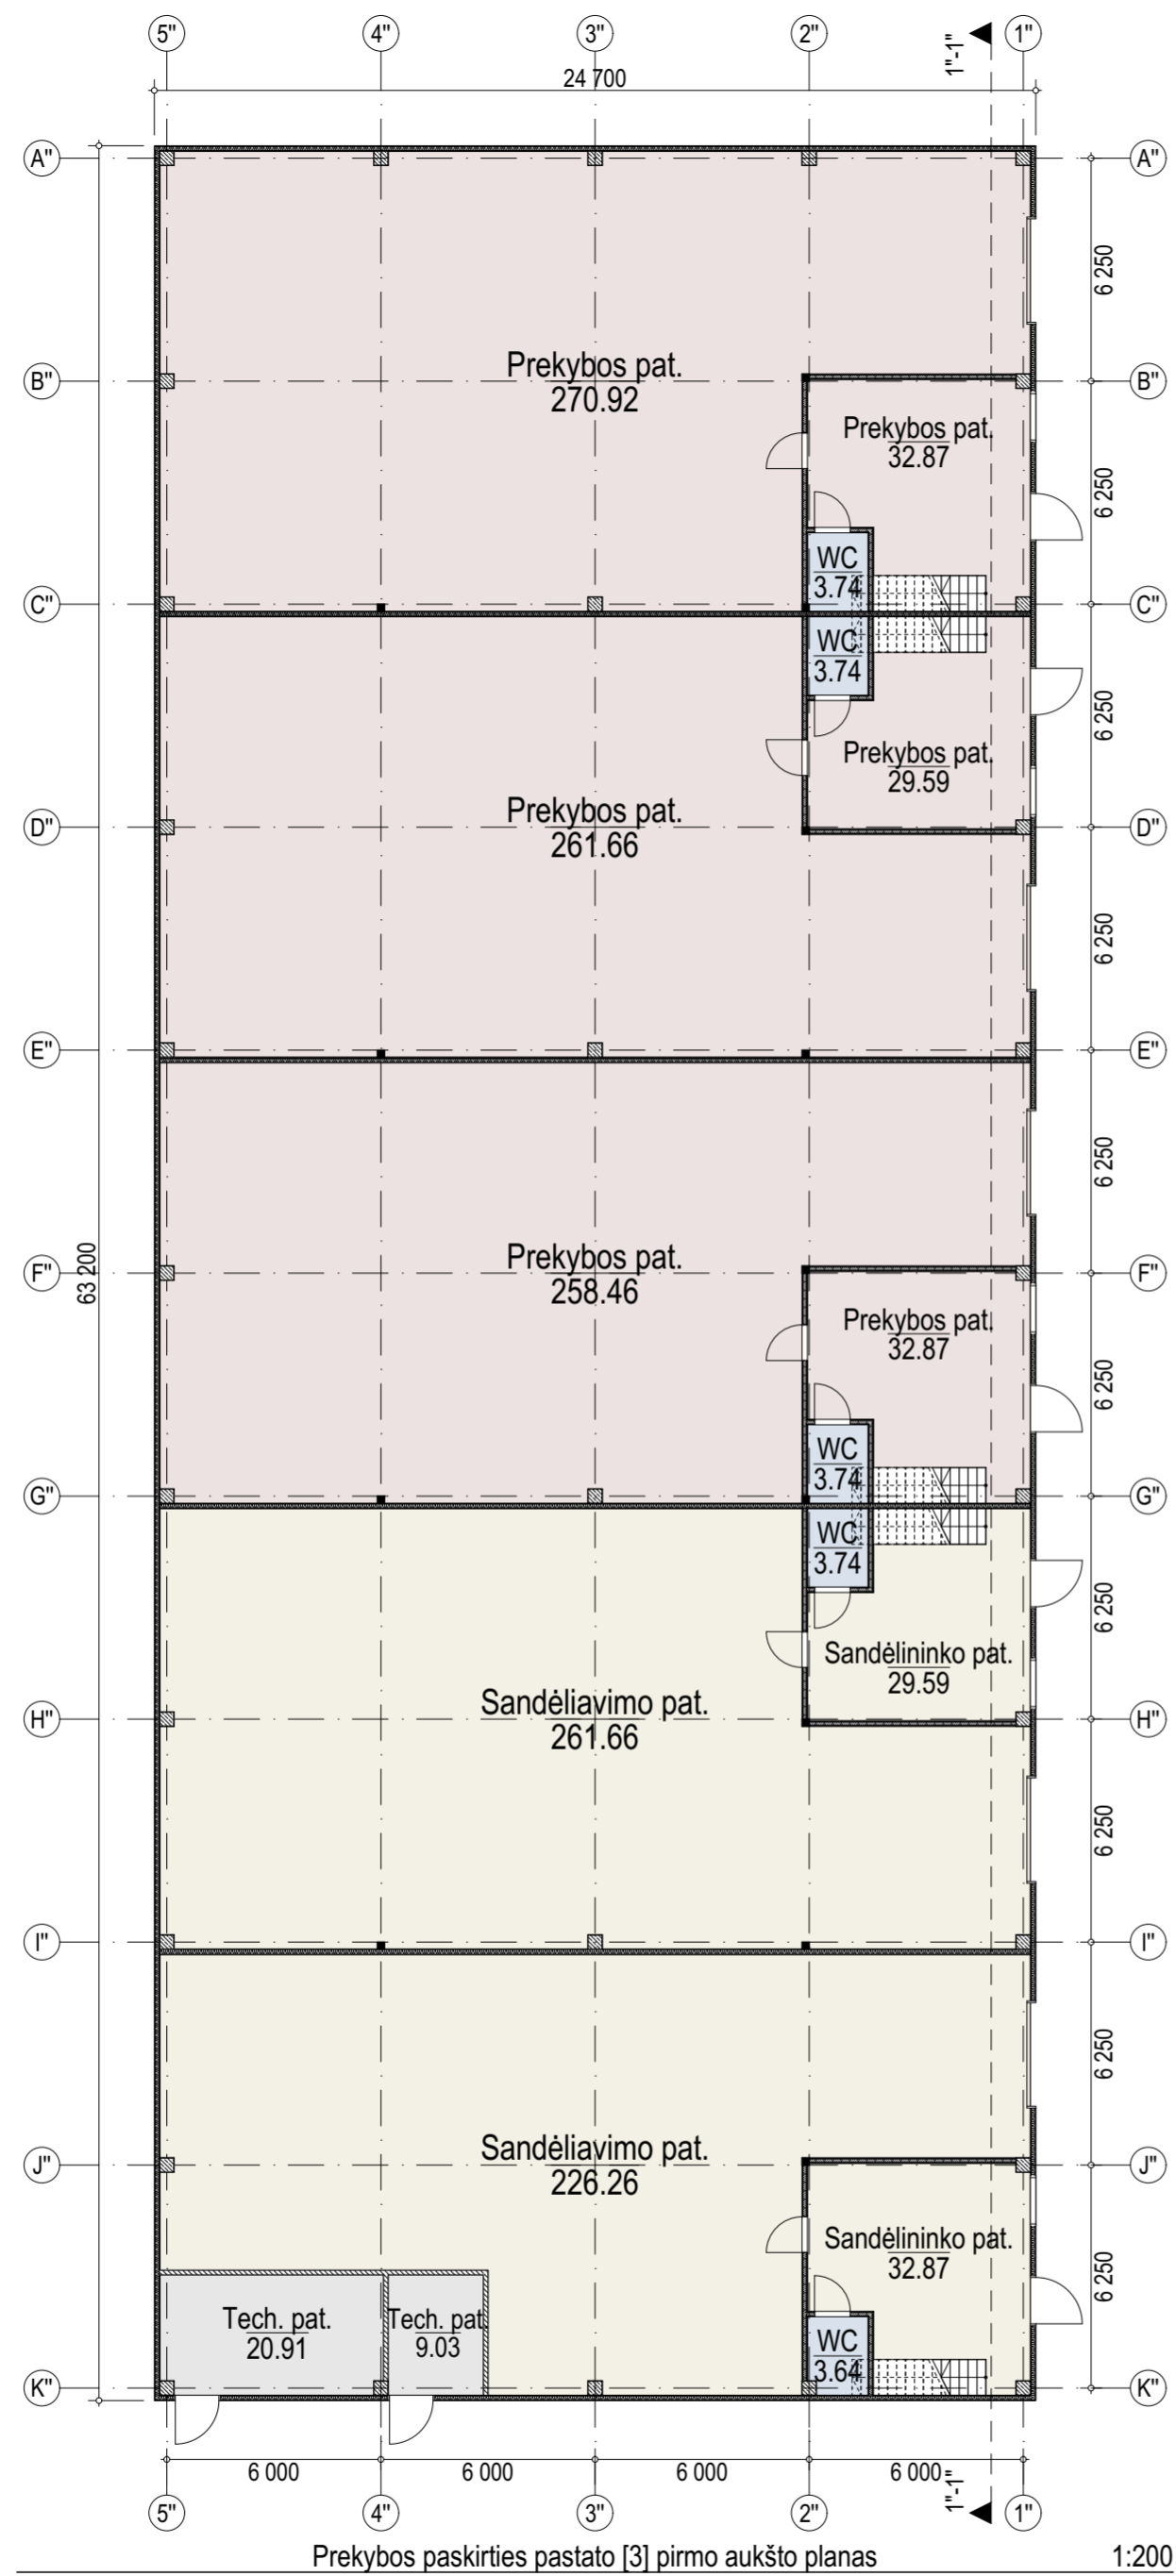 5" 4" 3" 2" 1"-1" 1"
24 700
A" A"
6 250
B" B"
Prekybos pat.
270.92
Prekybos pat.
32.87
6 250
WC
3.74
C" C"
WC
3.74
6 250
Prekybos pat.
29.59
D" D"
Prekybos pat.
261.66
6 250
E" E"
6 250
63 200
F" F"
Prekybos pat.
258.46
Prekybos pat.
32.87
6 250
WC
3.74
G" G"
WC
3.74
6 250
Sandėlininko pat.
29.59
H" H"
Sandėliavimo pat.
261.66
6 250
I" I"
6 250
J" J"
Sandėliavimo pat.
226.26
Sandėlininko pat.
32.87
6 250
Tech. pat.
20.91
Tech. pat.
9.03
WC
3.64
K" K"
6 000 6 000 6 000 6 000
5" 4" 3" 2" 1"-1" 1"
Prekybos paskirties pastato [3] pirmo aukšto planas 1:200